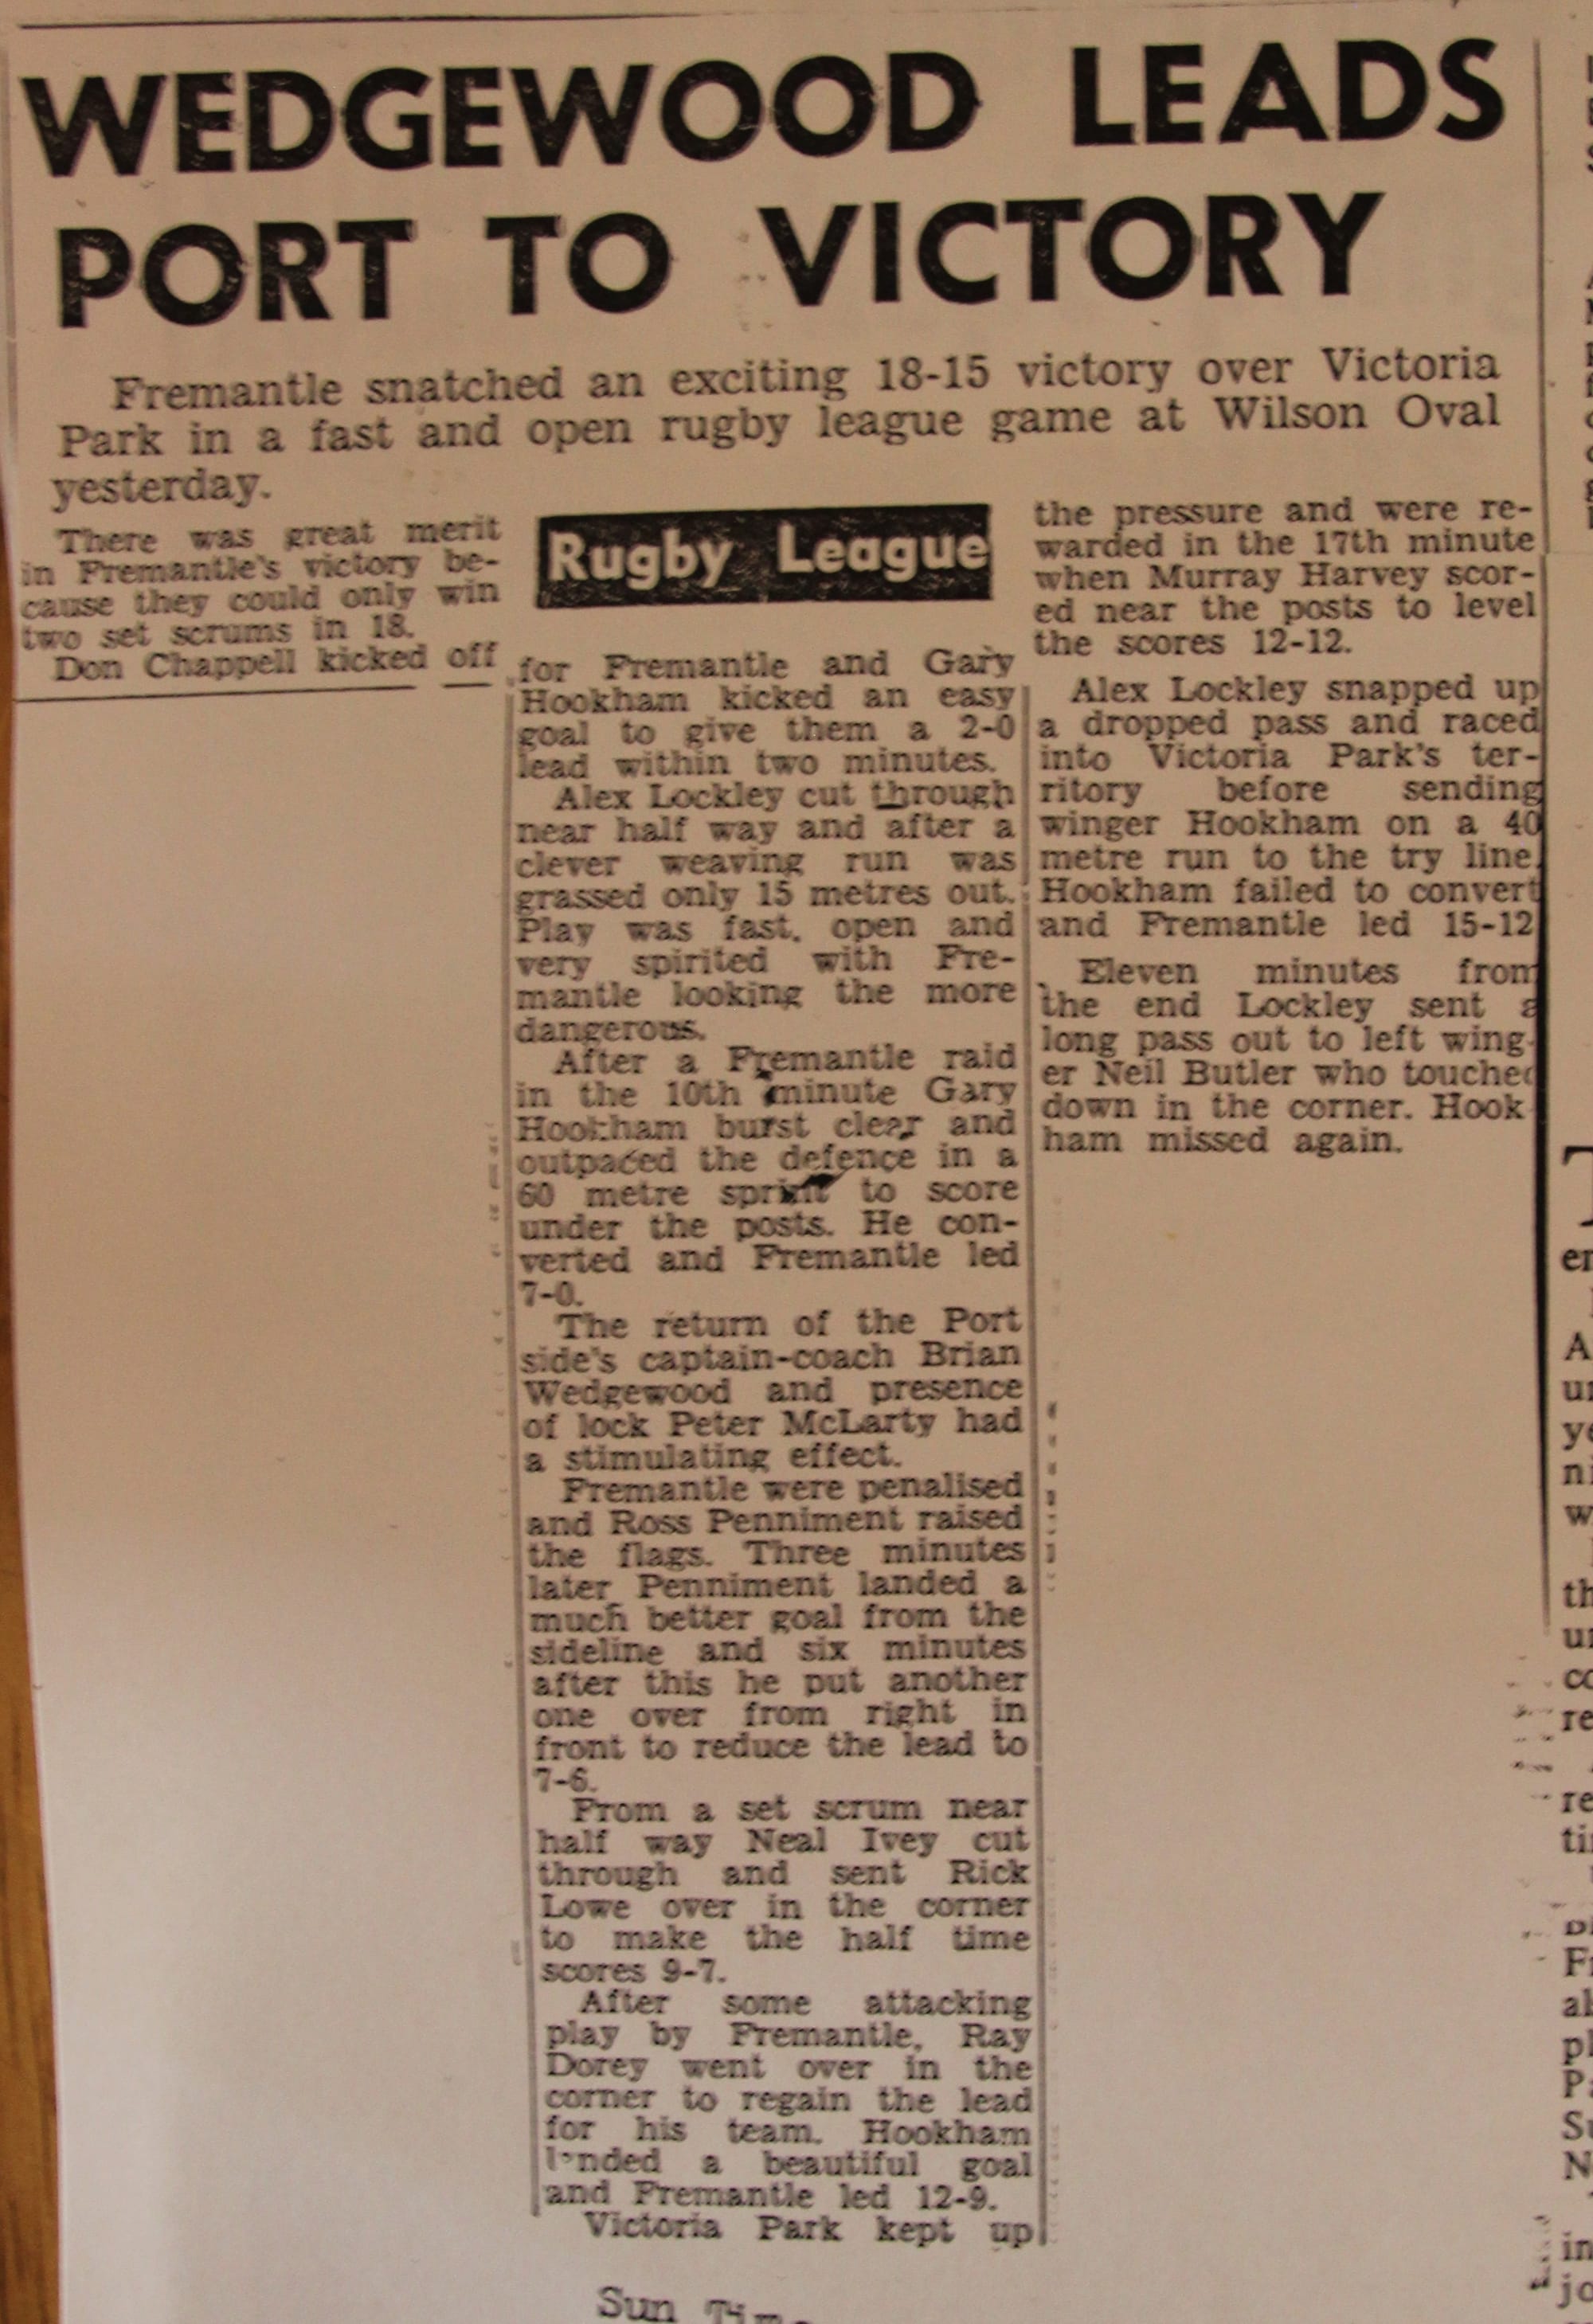 WEDGEWOOD LEADS
PORT TO VICTORY
Fremantle snatched an exciting 18-15 victory over Victoria
Park in a fast and open rugby league game at Wilson Oval
yesterday.
There was great merit
in Fremantle's victory be-
cause they could only win
two set scrums in 18.
Don Chappell kicked off
Rugby League
for Fremantle and Gary
Hookham kicked an easy
goal to give them a 2-0
lead within two minutes.
Alex Lockley cut through
near half way and after a
clever weaving run was
grassed only 15 metres out.
Play was fast, open and
very spirited with Fre-
mantle looking the more
dangerous.
After a Fremantle raid
in the 10th minute Gary
Hookham burst clear and
outpaced the defence in a
60 metre sprint to score
under the posts. He con-
verted and Fremantle led
7-0.
The return of the Port
side's captain-coach Brian
Wedgewood and presence
of lock Peter McLarty had
a stimulating effect.
Fremantle were penalised
and Ross Penniment raised
the flags. Three minutes
later Penniment landed a
much better goal from the
sideline and six minutes
after this he put another
one over from right in
front to reduce the lead to
7-6.
From a set scrum near
half way Neal Ivey cut
through and sent Rick
Lowe over in the corner
to make the half time
scores 9-7.
After some attacking
play by Fremantle, Ray
Dorey went over in the
corner to regain the lead
for his team. Hookham
landed a beautiful goal
and Fremantle led 12-9.
Victoria Park kept up
the pressure and were re-
warded in the 17th minute
when Murray Harvey scor-
ed near the posts to level
the scores 12-12.
Alex Lockley snapped up
a dropped pass and raced
into Victoria Park's ter-
ritory before sending
winger Hookham on a 40
metre run to the try line.
Hookham failed to convert
and Fremantle led 15-12
Eleven minutes from
the end Lockley sent a
long pass out to left wing-
er Neil Butler who touched
down in the corner. Hook
ham missed again.
Sun